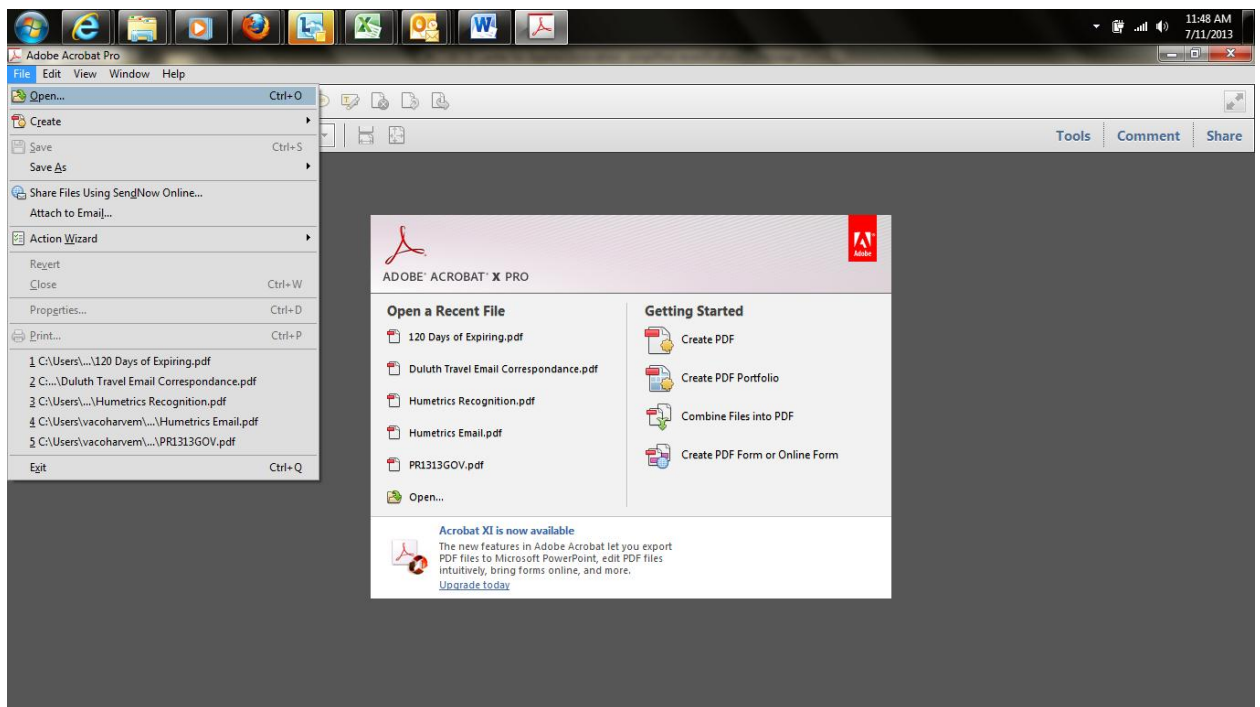 11:48 AM
7/11/2013
Adobe Acrobat Pro
File Edit View Window Help
Open... Ctrl+O
Create
Save Ctrl+S
Save As
Share Files Using SendNow Online...
Attach to Email...
Action Wizard
Revert
Close Ctrl+W
Properties... Ctrl+D
Print... Ctrl+P
1 C:\Users\...\120 Days of Expiring.pdf
2 C:...\Duluth Travel Email Correspondance.pdf
3 C:\Users\...\Humetrics Recognition.pdf
4 C:\Users\vacoharvem\...\Humetrics Email.pdf
5 C:\Users\vacoharvem\...\PR1313GOV.pdf
Exit Ctrl+Q
Tools Comment Share
Adobe
ADOBE® ACROBAT® X PRO
Open a Recent File
120 Days of Expiring.pdf
Duluth Travel Email Correspondance.pdf
Humetrics Recognition.pdf
Humetrics Email.pdf
PR1313GOV.pdf
Open...
Getting Started
Create PDF
Create PDF Portfolio
Combine Files into PDF
Create PDF Form or Online Form
Acrobat XI is now available
The new features in Adobe Acrobat let you export
PDF files to Microsoft PowerPoint, edit PDF files
intuitively, bring forms online, and more.
Upgrade today